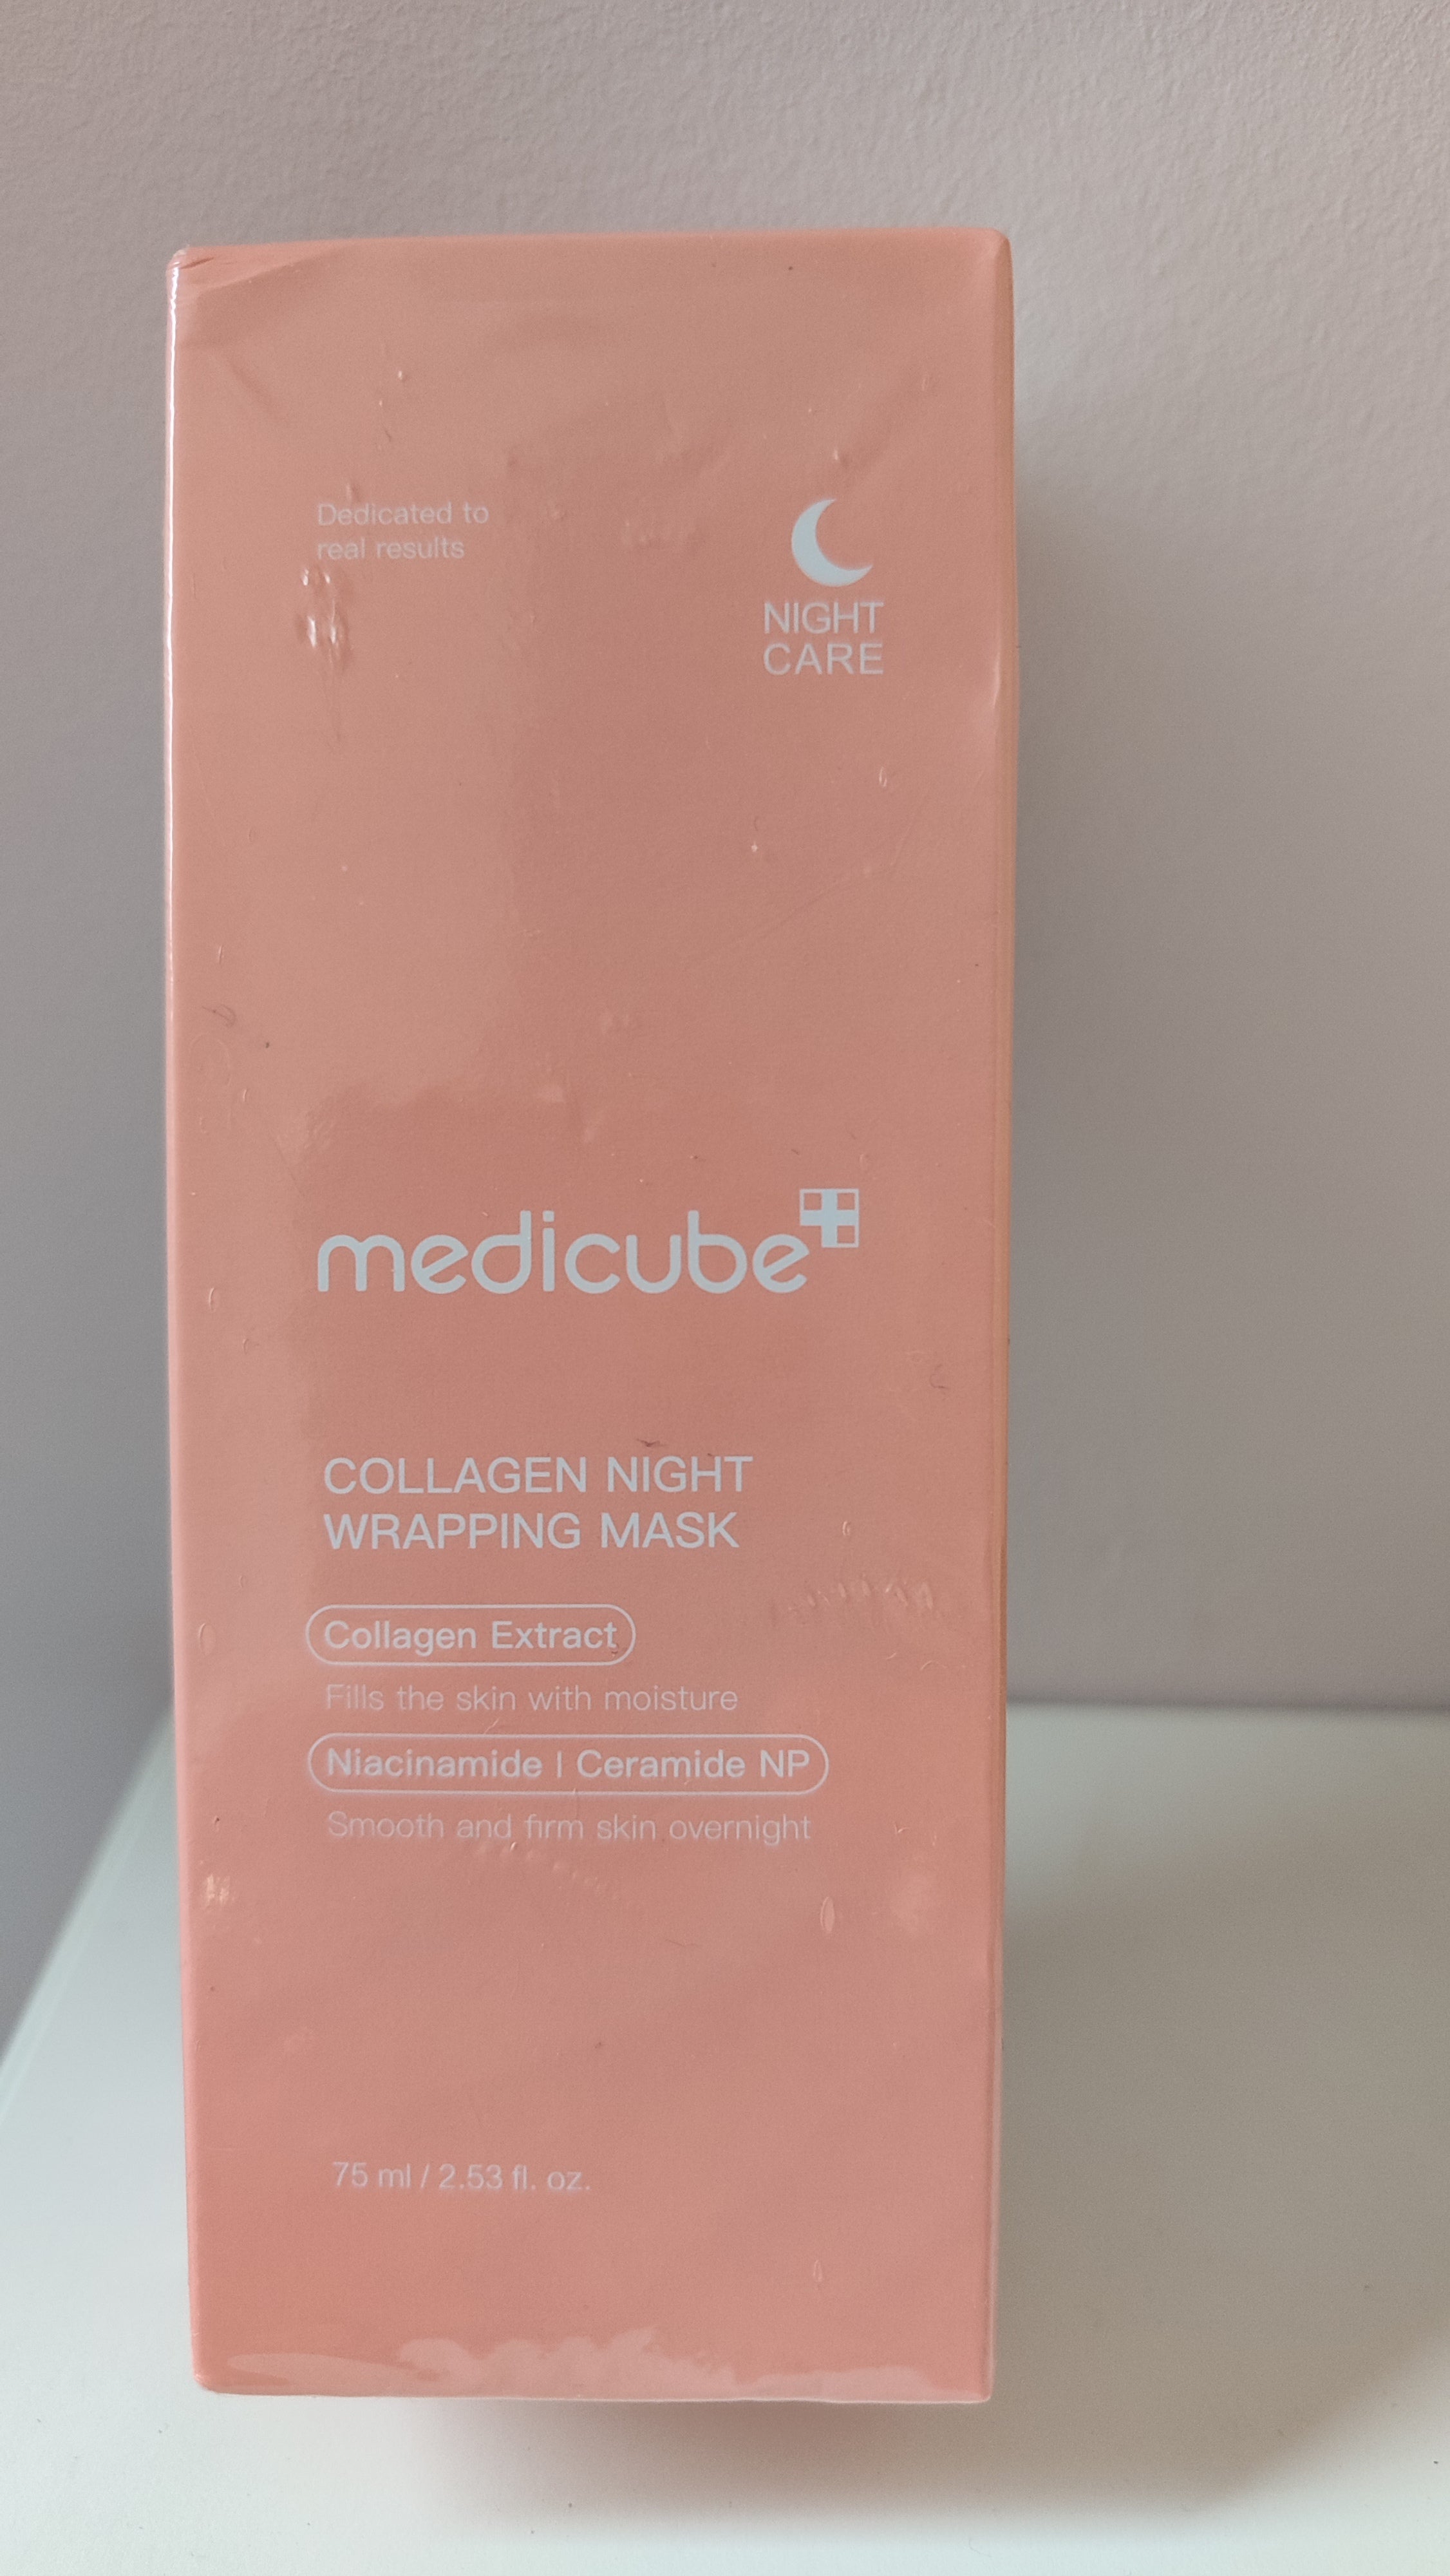 Dedicated to
real results
NIGHT
CARE
medicube
COLLAGEN NIGHT
WRAPPING MASK
Collagen Extract
Fills the skin with moisture
Niacinamide | Ceramide NP
Smooth and firm skin overnight
75 ml / 2.53 fl. oz.